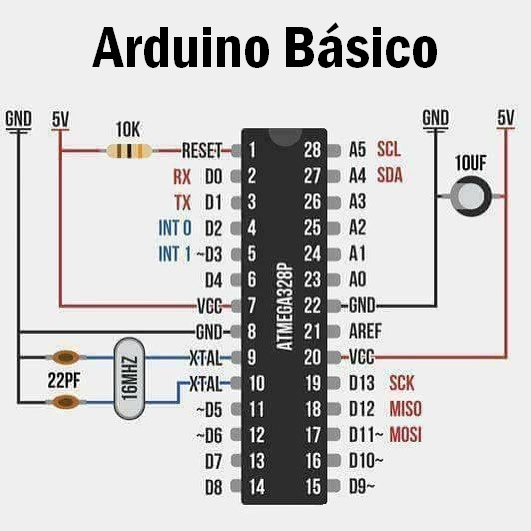 Arduino Básico
GND 5V 10K GND 5V
RESET 1 28 A5 SCL
10UF
RX D0 2 27 A4 SDA
TX D1 3 26 A3
INT 0 D2 4 25 A2
INT 1 ~D3 5 24 A1
D4 6 23 A0
VCC 7 22 GND
GND 8 21 AREF
XTAL 9 20 VCC
22PF 16MHZ
XTAL 10 19 D13 SCK
~D5 11 18 D12 MISO
~D6 12 17 D11~ MOSI
D7 13 16 D10~
D8 14 15 D9~
ATMEGA328P